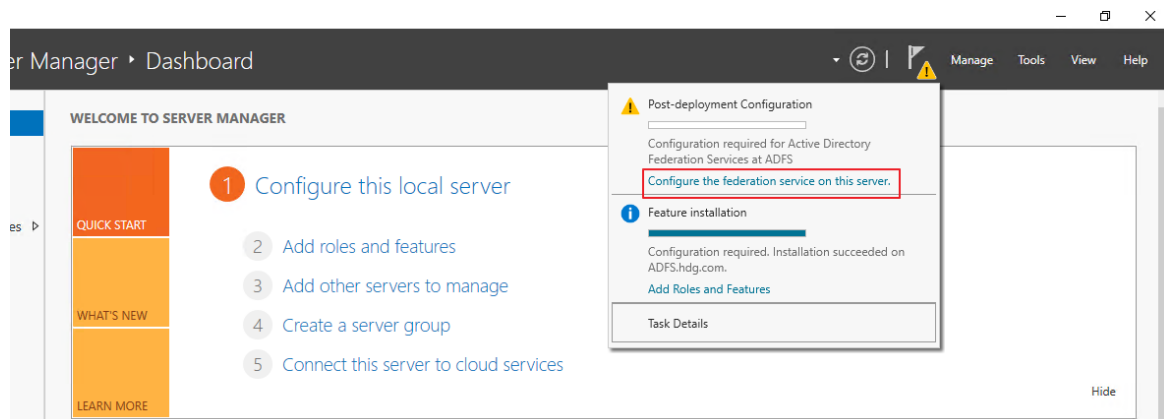 er Manager ‣ Dashboard
Manage Tools View Help
WELCOME TO SERVER MANAGER
Post-deployment Configuration
Configuration required for Active Directory
Federation Services at ADFS
Configure the federation service on this server.
Feature installation
Configuration required. Installation succeeded on
ADFS.hdg.com.
Add Roles and Features
Task Details
es
QUICK START
WHAT'S NEW
LEARN MORE
1 Configure this local server
2 Add roles and features
3 Add other servers to manage
4 Create a server group
5 Connect this server to cloud services
Hide